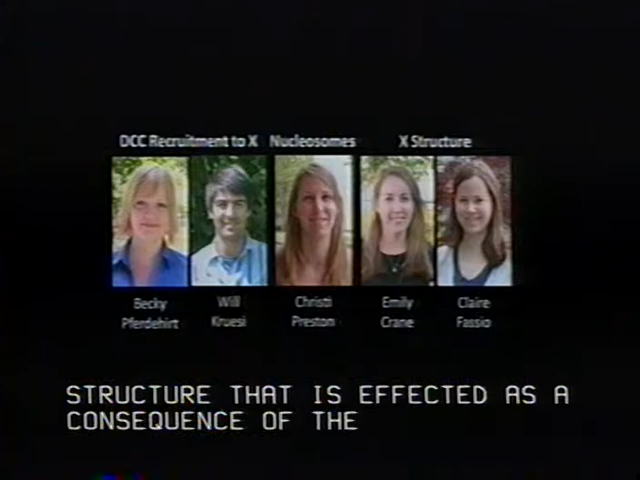 DCC Recruitment to X Nucleosomes X Structure
Becky Will Christi Emily Claire
Pferdehirt Kruesi Preston Crane Fassio
STRUCTURE THAT IS EFFECTED AS A
CONSEQUENCE OF THE